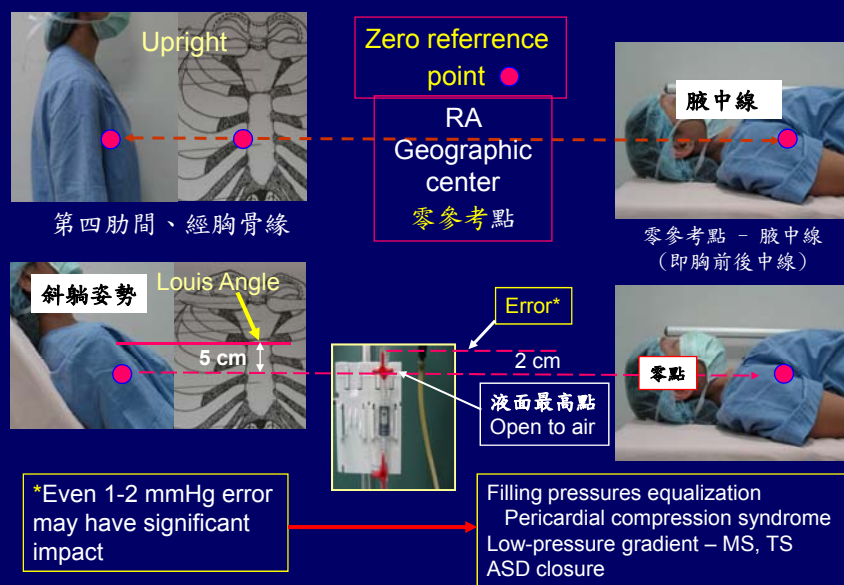 Upright
Zero referrence
point
RA
Geographic
center
零參考點
腋中線
第四肋間、經胸骨緣
零參考點 - 腋中線
(即胸前後中線)
斜躺姿勢
Louis Angle
5 cm
Error*
2 cm
液面最高點
Open to air
零點
*Even 1-2 mmHg error
may have significant
impact
Filling pressures equalization
Pericardial compression syndrome
Low-pressure gradient – MS, TS
ASD closure